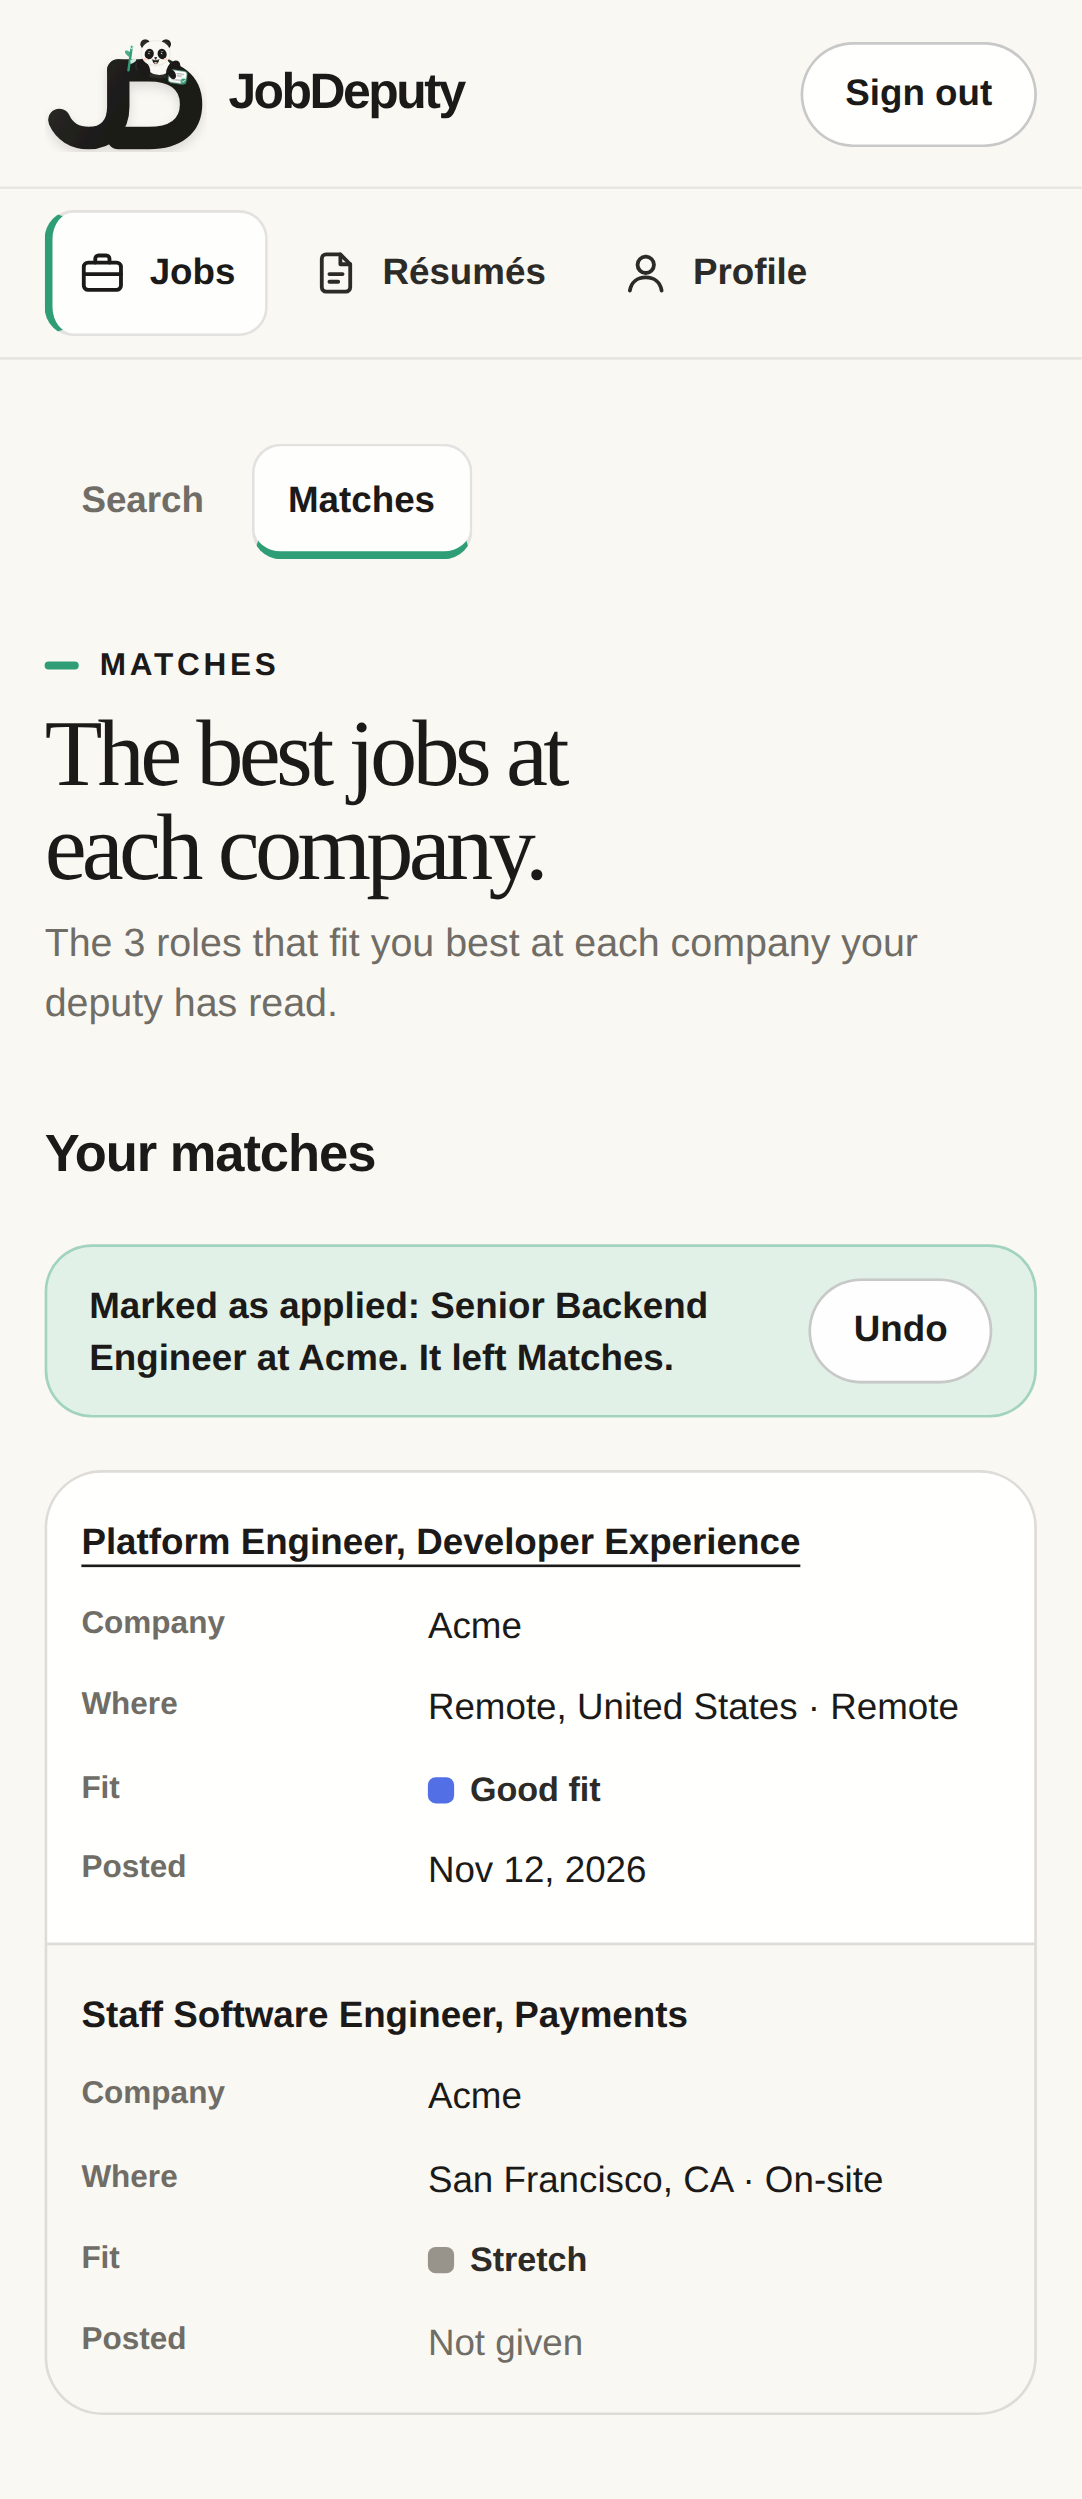 JobDeputy
Sign out
Jobs
Résumés
Profile
Search
Matches
MATCHES
The best jobs at
each company.
The 3 roles that fit you best at each company your
deputy has read.
Your matches
Marked as applied: Senior Backend
Engineer at Acme. It left Matches.
Undo
Platform Engineer, Developer Experience
Company Acme
Where Remote, United States · Remote
Fit Good fit
Posted Nov 12, 2026
Staff Software Engineer, Payments
Company Acme
Where San Francisco, CA · On-site
Fit Stretch
Posted Not given